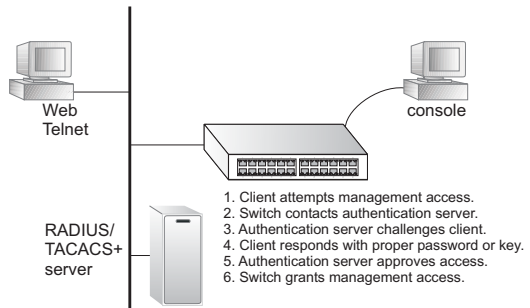 Web
Telnet
console
RADIUS/
TACACS+
server
1. Client attempts management access.
2. Switch contacts authentication server.
3. Authentication server challenges client.
4. Client responds with proper password or key.
5. Authentication server approves access.
6. Switch grants management access.